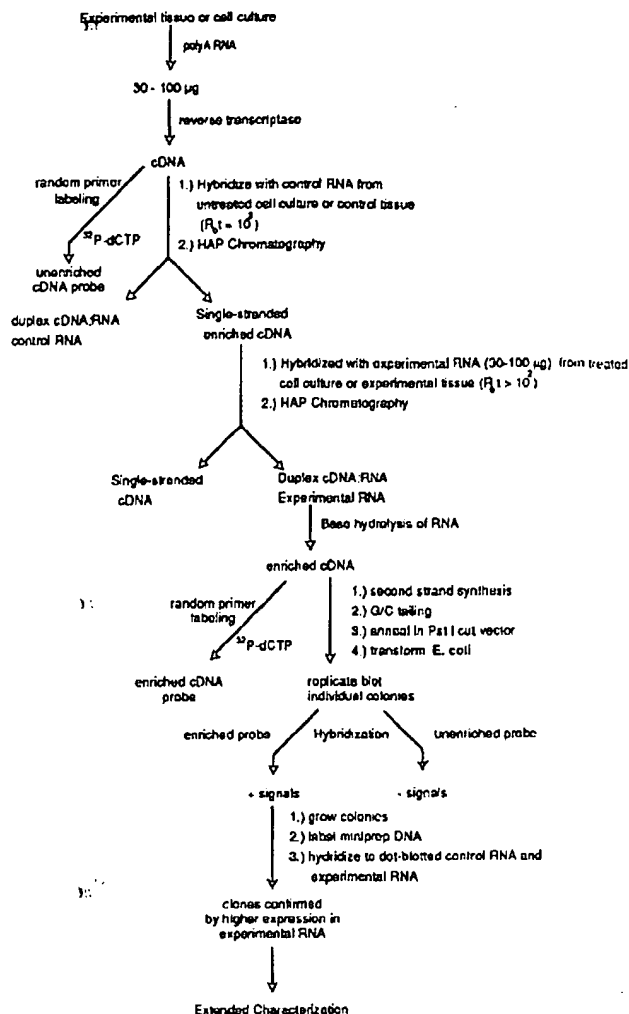 Experimental tissue or cell culture
polyA RNA
30 - 100 µg
reverse transcriptase
cDNA
random primer
labeling
³²P-dCTP
1.) Hybridize with control RNA from
untreated cell culture or control tissue
(R₀t = 10²)
2.) HAP Chromatography
unenriched
cDNA probe
duplex cDNA:RNA
control RNA
Single-stranded
enriched cDNA
1.) Hybridized with experimental RNA (30-100 µg) from treated
cell culture or experimental tissue (R₀t > 10²)
2.) HAP Chromatography
Single-stranded
cDNA
Duplex cDNA:RNA
Experimental RNA
Base hydrolysis of RNA
enriched cDNA
random primer
labeling
³²P-dCTP
1.) second strand synthesis
2.) G/C tailing
3.) anneal in Pst I cut vector
4.) transform E. coli
enriched cDNA
probe
replicate blot
individual colonies
enriched probe
Hybridization
unenriched probe
+ signals
- signals
1.) grow colonies
2.) label miniprep DNA
3.) hydridize to dot-blotted control RNA and
experimental RNA
clones confirmed
by higher expression in
experimental RNA
Extended Characterization